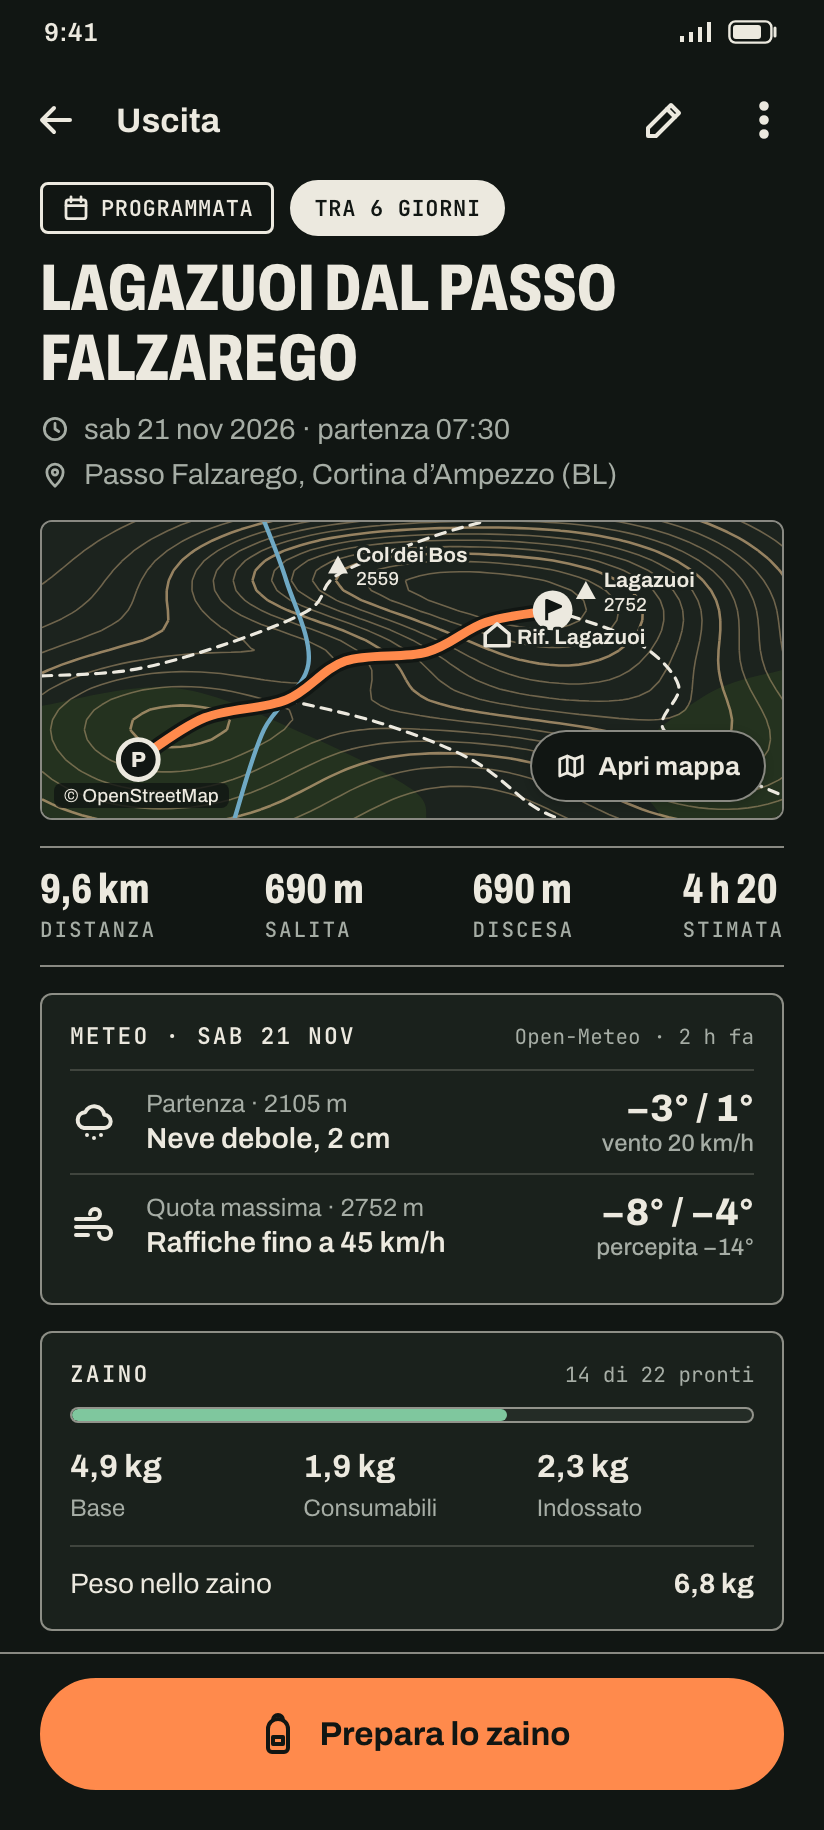 9:41
Uscita
PROGRAMMATA
TRA 6 GIORNI
LAGAZUOI DAL PASSO
FALZAREGO
sab 21 nov 2026 · partenza 07:30
Passo Falzarego, Cortina d’Ampezzo (BL)
Col dei Bos
2559
Lagazuoi
2752
Rif. Lagazuoi
P
Apri mappa
© OpenStreetMap
9,6 km
DISTANZA
690 m
SALITA
690 m
DISCESA
4 h 20
STIMATA
METEO · SAB 21 NOV
Open-Meteo · 2 h fa
Partenza · 2105 m
Neve debole, 2 cm
−3° / 1°
vento 20 km/h
Quota massima · 2752 m
Raffiche fino a 45 km/h
−8° / −4°
percepita −14°
ZAINO
14 di 22 pronti
4,9 kg
Base
1,9 kg
Consumabili
2,3 kg
Indossato
Peso nello zaino
6,8 kg
Prepara lo zaino